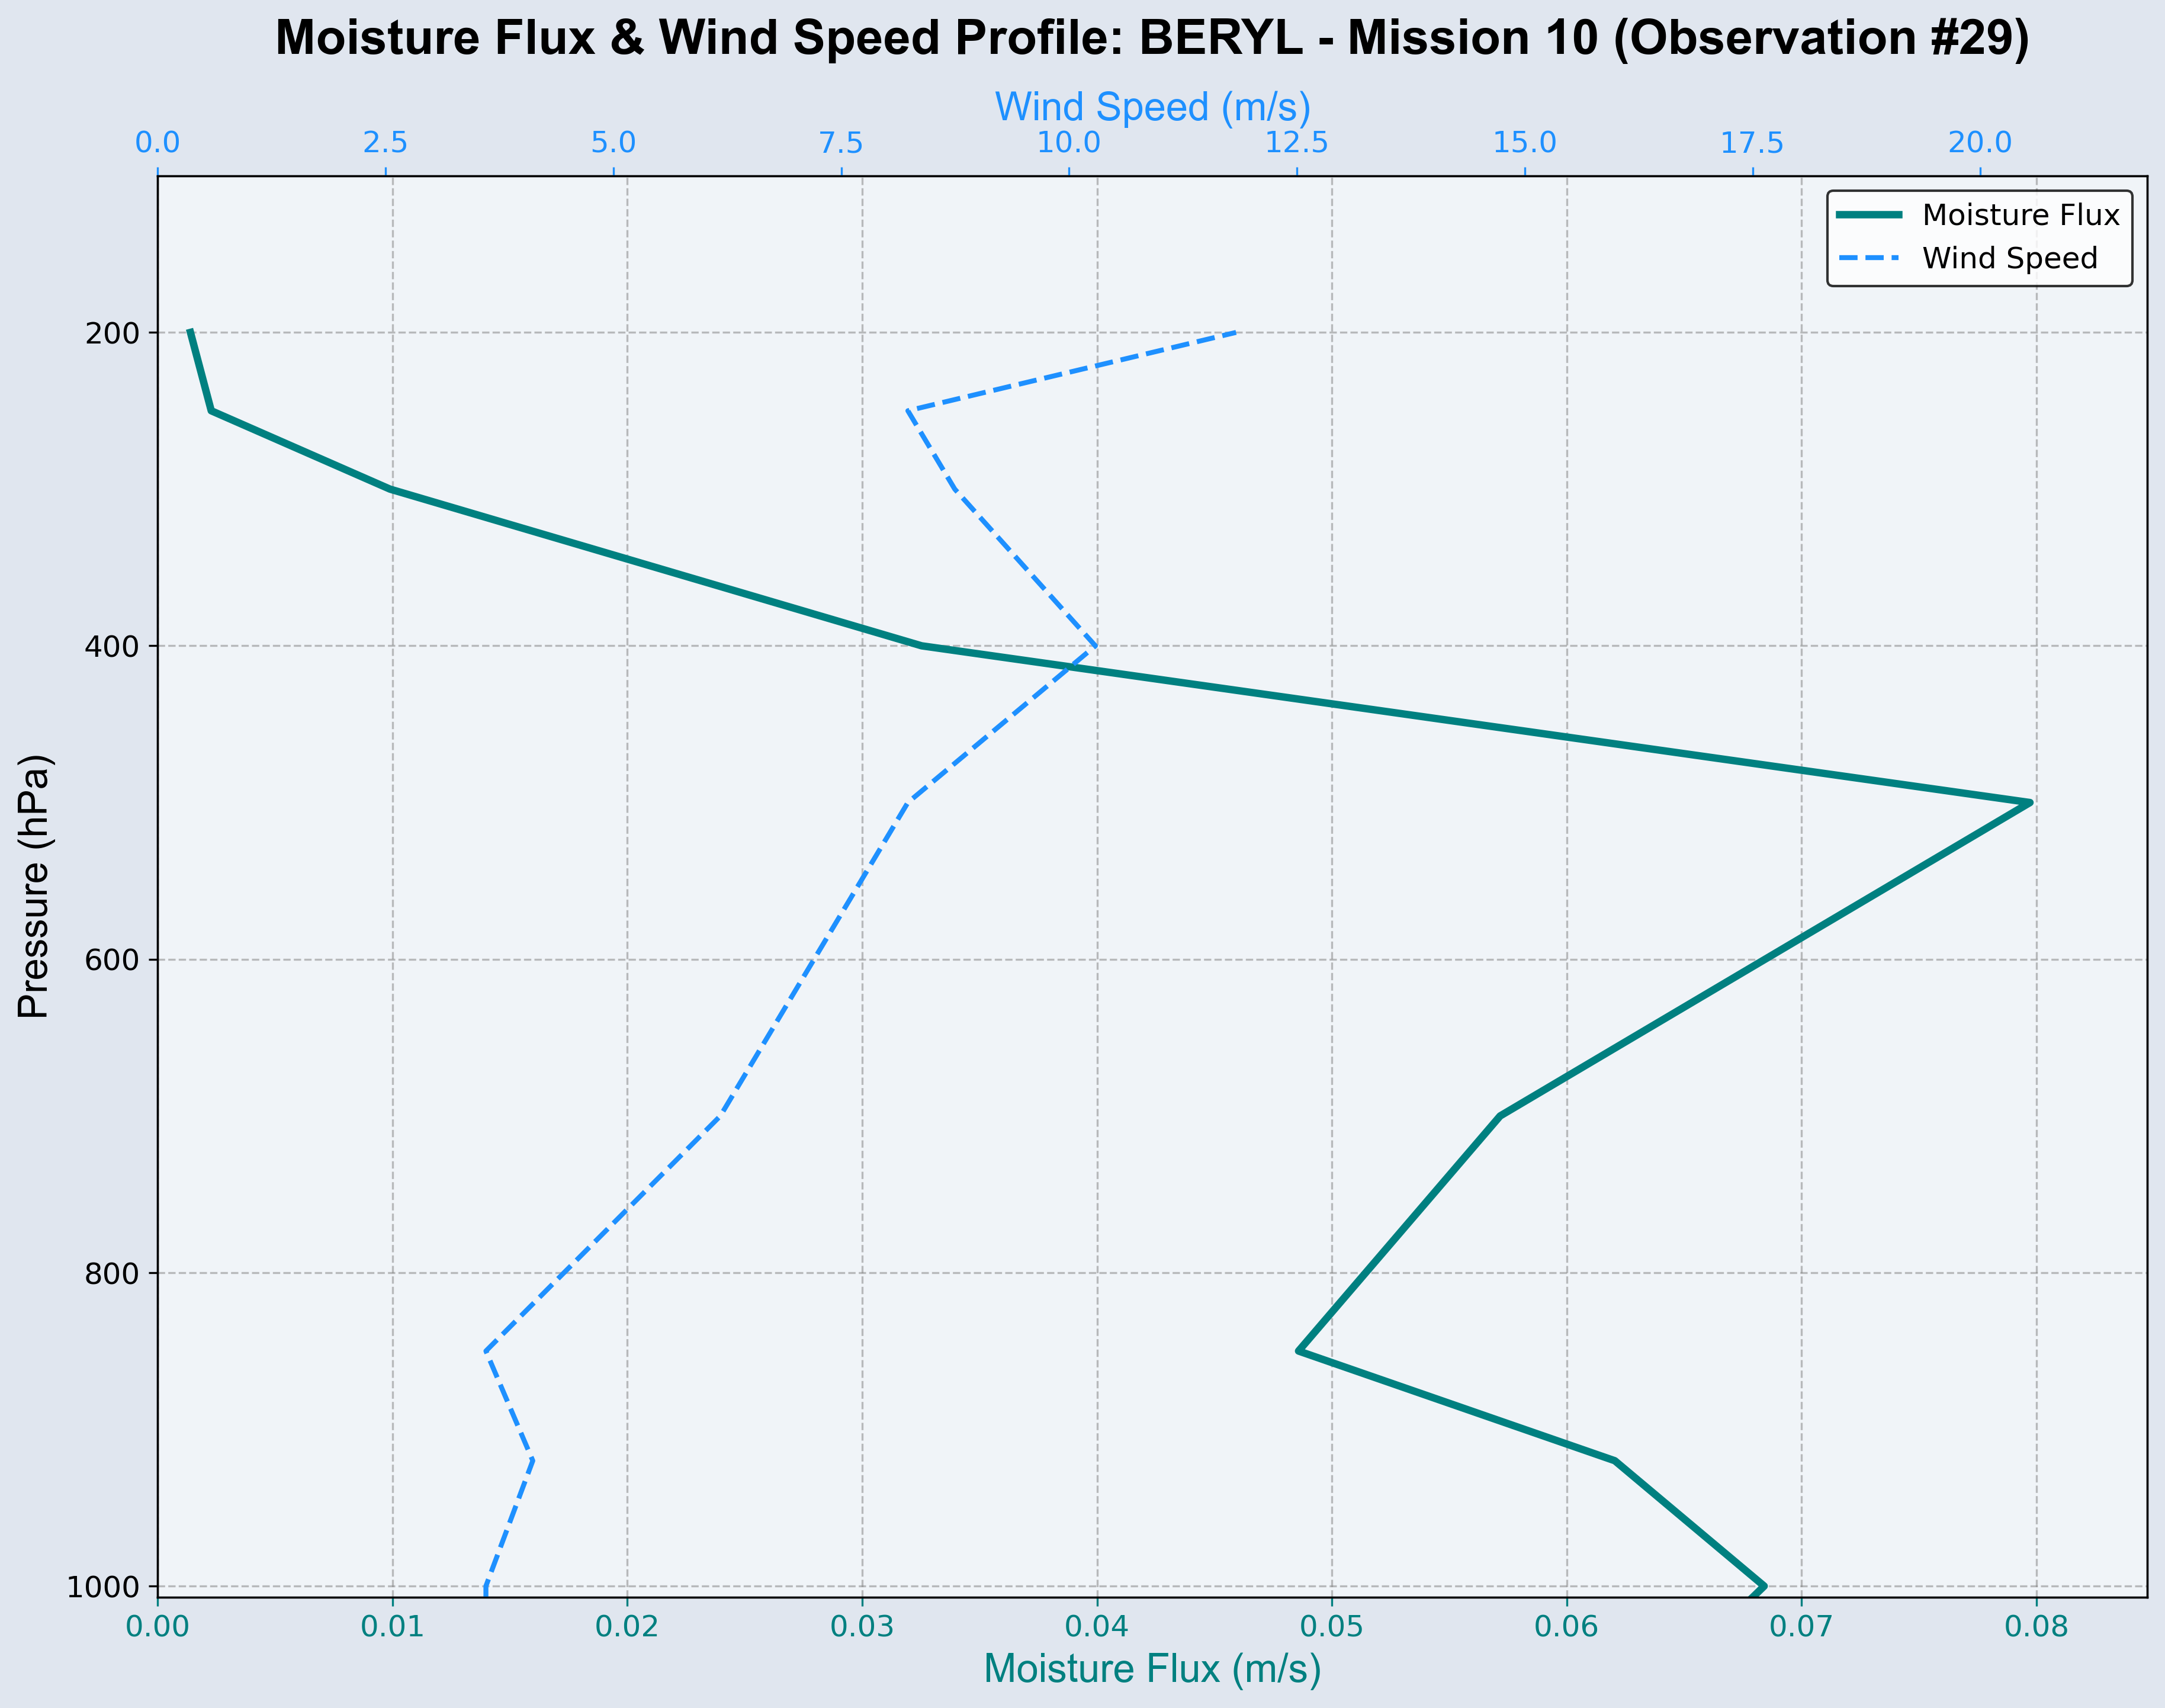 Moisture Flux & Wind Speed Profile: BERYL - Mission 10 (Observation #29)
Wind Speed (m/s)
0.0 2.5 5.0 7.5 10.0 12.5 15.0 17.5 20.0
Moisture Flux
Wind Speed
200
400
600
800
1000
Pressure (hPa)
0.00 0.01 0.02 0.03 0.04 0.05 0.06 0.07 0.08
Moisture Flux (m/s)